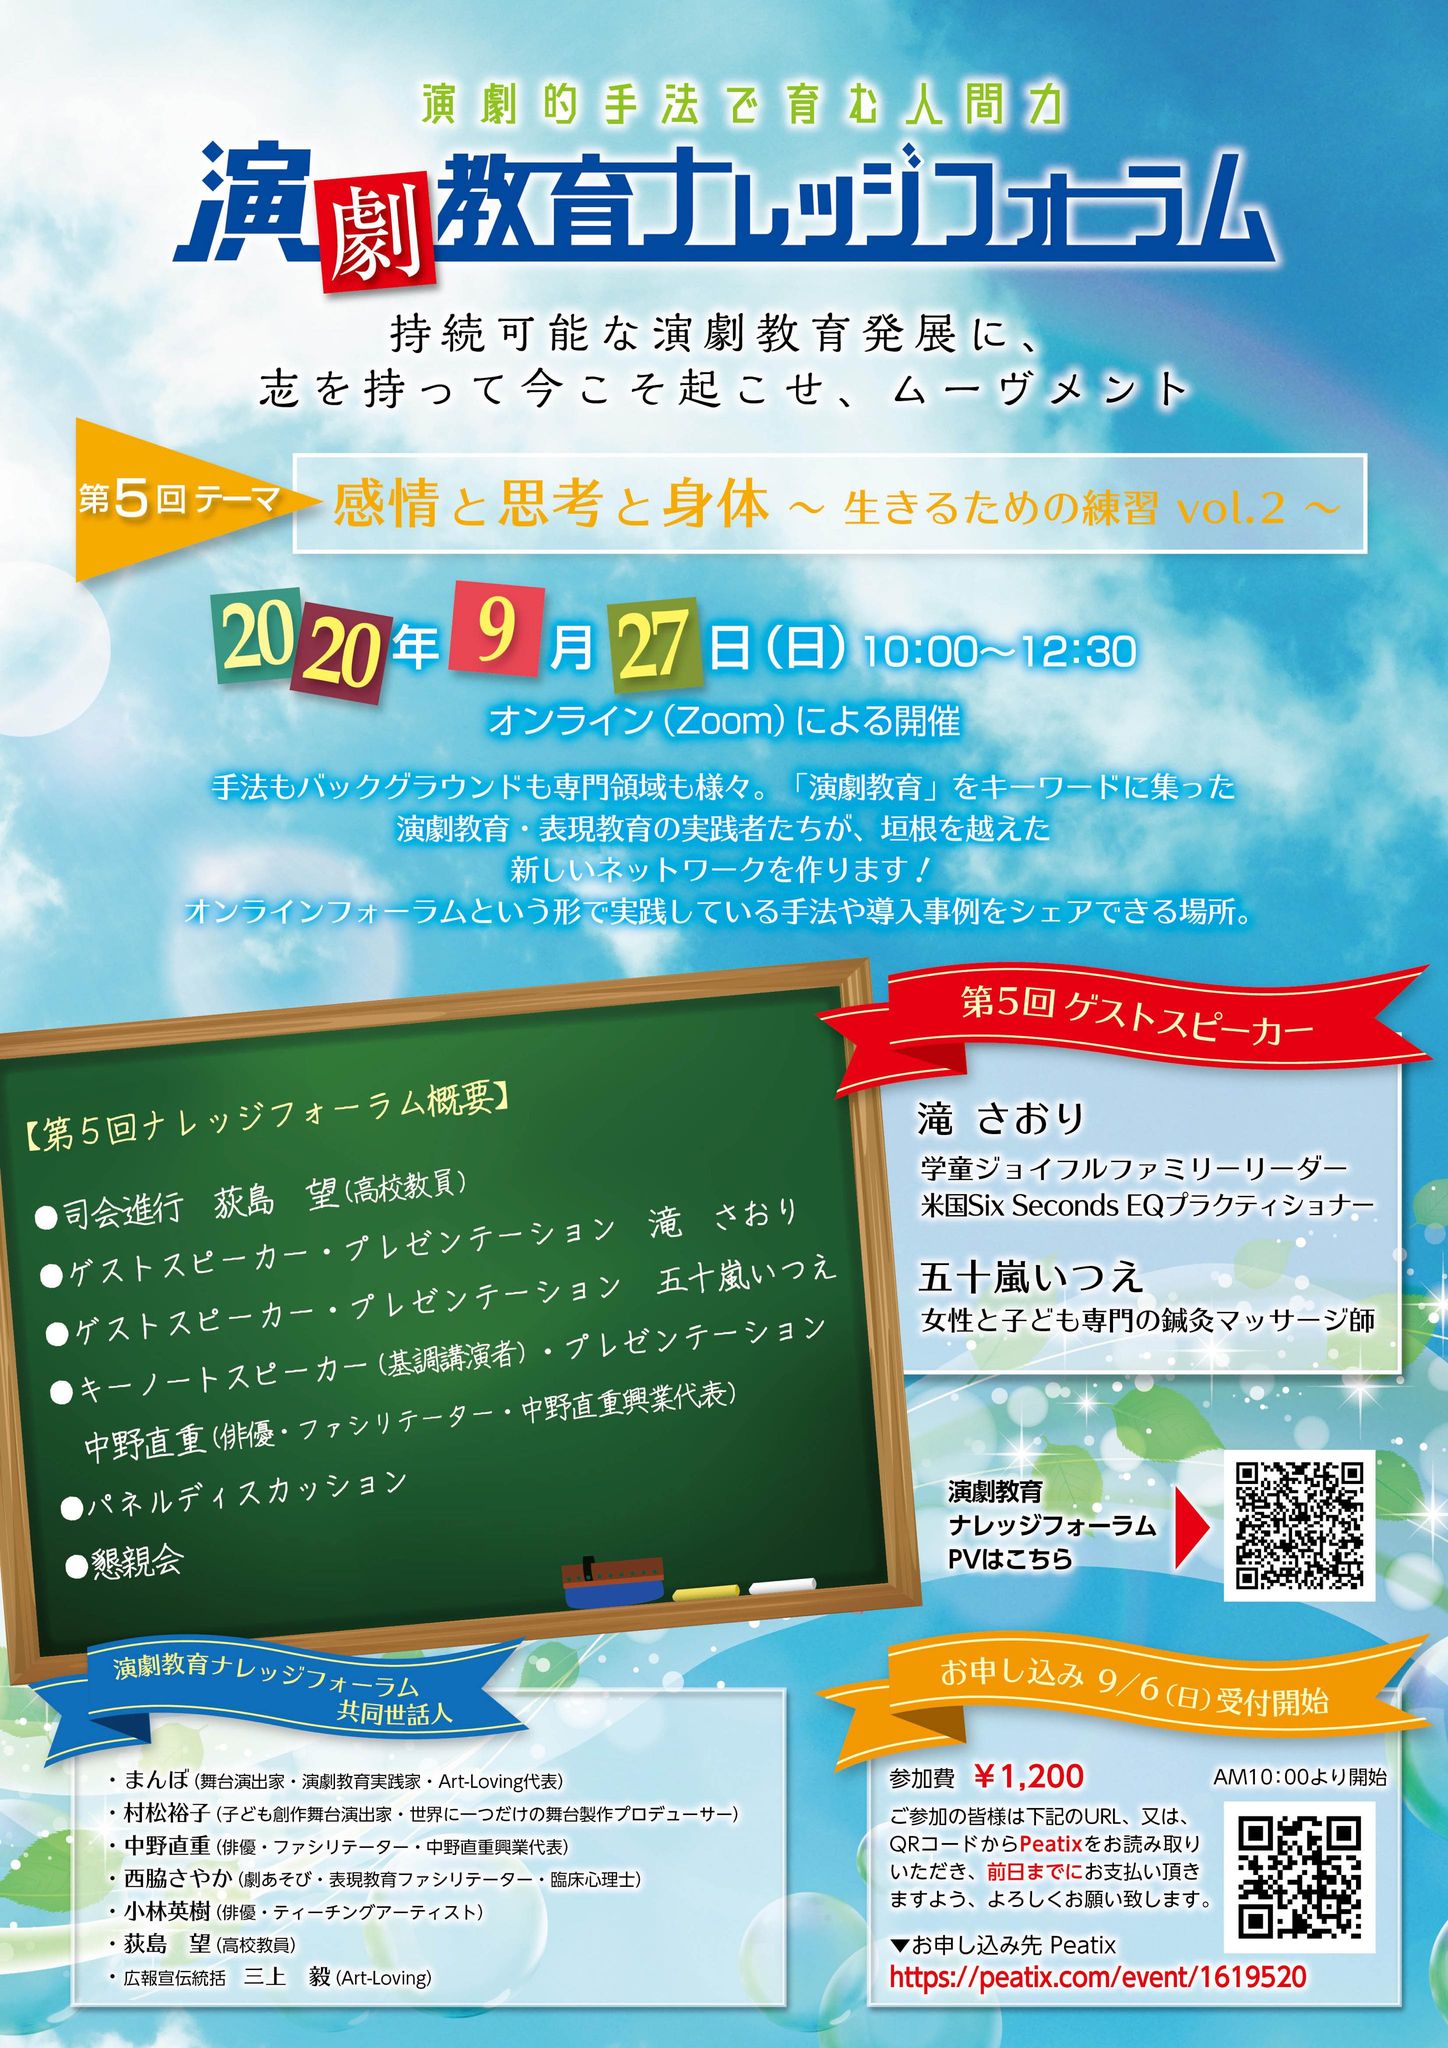 演劇的手法で育む人間力
演劇教育ナレッジフォーラム
持続可能な演劇教育発展に、
志を持って今こそ起こせ、ムーヴメント
第5回 テーマ
感情と思考と身体 ～ 生きるための練習 vol.2 ～
2020年 9月27日(日) 10:00～12:30
オンライン(Zoom)による開催
手法もバックグラウンドも専門領域も様々。「演劇教育」をキーワードに集った
演劇教育・表現教育の実践者たちが、垣根を越えた
新しいネットワークを作ります！
オンラインフォーラムという形で実践している手法や導入事例をシェアできる場所。
【第5回ナレッジフォーラム概要】
●司会進行　荻島　望(高校教員)
●ゲストスピーカー・プレゼンテーション　滝　さおり
●ゲストスピーカー・プレゼンテーション　五十嵐いつえ
●キーノートスピーカー(基調講演者)・プレゼンテーション
中野直重(俳優・ファシリテーター・中野直重興業代表)
●パネルディスカッション
●懇親会
第5回 ゲストスピーカー
滝 さおり
学童ジョイフルファミリーリーダー
米国Six Seconds EQプラクティショナー
五十嵐いつえ
女性と子ども専門の鍼灸マッサージ師
演劇教育
ナレッジフォーラム
PVはこちら
演劇教育ナレッジフォーラム
共同世話人
・まんぼ(舞台演出家・演劇教育実践家・Art-Loving代表)
・村松裕子(子ども創作舞台演出家・世界に一つだけの舞台製作プロデューサー)
・中野直重(俳優・ファシリテーター・中野直重興業代表)
・西脇さやか(劇あそび・表現教育ファシリテーター・臨床心理士)
・小林英樹(俳優・ティーチングアーティスト)
・荻島　望(高校教員)
・広報宣伝統括　三上　毅(Art-Loving)
お申し込み 9/6(日)受付開始
参加費 ￥1,200
AM10:00より開始
ご参加の皆様は下記のURL、又は、
QRコードからPeatixをお読み取り
いただき、前日までにお支払い頂き
ますよう、よろしくお願い致します。
▼お申し込み先 Peatix
https://peatix.com/event/1619520